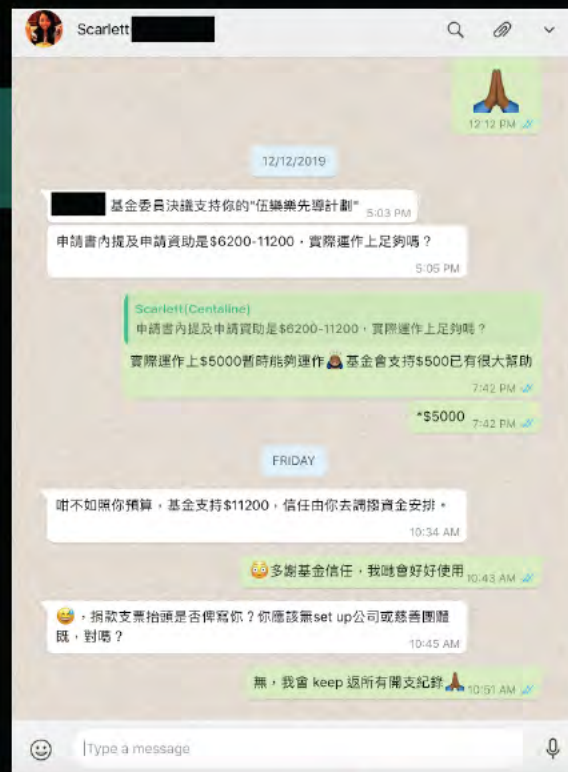 Scarlett
12:12 PM
12/12/2019
基金委員決議支持你的"伍樂樂先導計劃" 5:03 PM
申請書內提及申請資助是$6200-11200，實際運作上足夠嗎？
5:05 PM
Scarlett(Centaline)
申請書內提及申請資助是$6200-11200，實際運作上足夠嗎？
實際運作上$5000暫時能夠運作🙇🏾基金會支持$500已有很大幫助
7:42 PM
*$5000 7:42 PM
FRIDAY
咁不如照你預算，基金支持$11200，信任由你去調撥資金安排。
10:34 AM
😳多謝基金信任，我哋會好好使用 10:43 AM
😅，捐款支票抬頭是否俾寫你？你應該無set up公司或慈善團體
既，對嗎？
10:45 AM
無，我會 keep 返所有開支紀錄🙏🏾 10:51 AM
Type a message